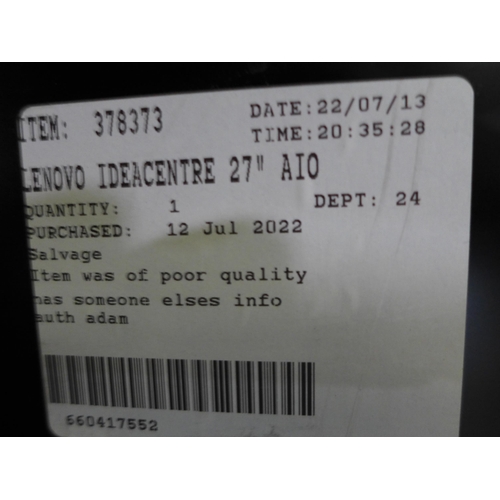 ITEM: 378373 DATE:22/07/13
TIME:20:35:28
LENOVO IDEACENTRE 27" AIO
QUANTITY: 1 DEPT: 24
PURCHASED: 12 Jul 2022
Salvage
Item was of poor quality
has someone elses info
auth adam
660417552